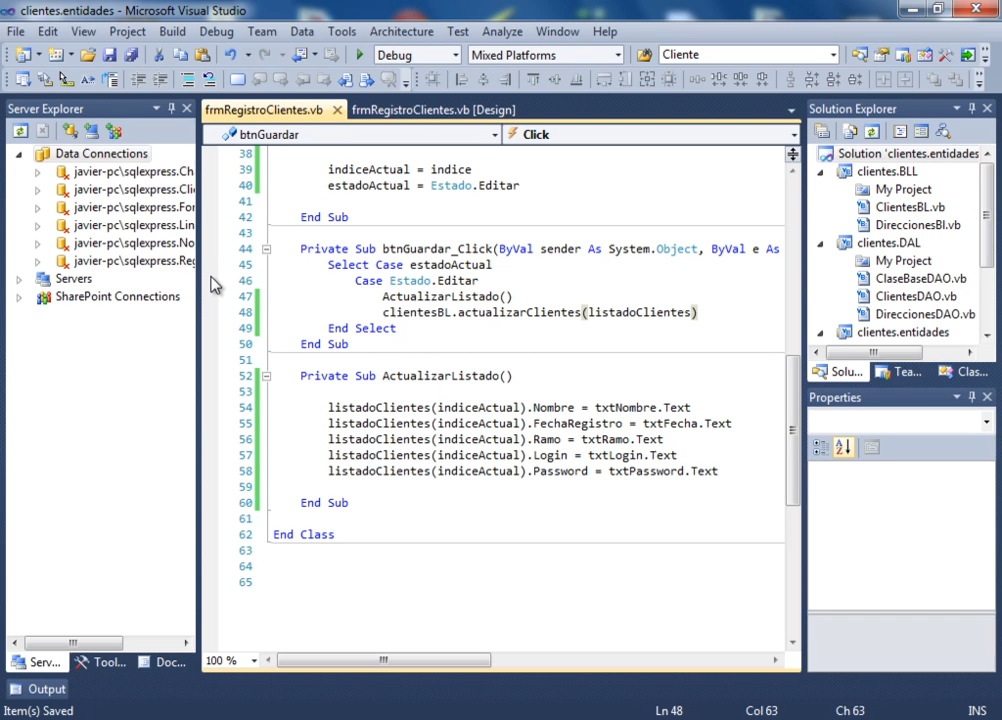 clientes.entidades - Microsoft Visual Studio
File Edit View Project Build Debug Team Data Tools Architecture Test Analyze Window Help
Debug Mixed Platforms Cliente
Server Explorer
Data Connections
javier-pc\sqlexpress.Ch
javier-pc\sqlexpress.Cli
javier-pc\sqlexpress.For
javier-pc\sqlexpress.Lin
javier-pc\sqlexpress.No
javier-pc\sqlexpress.Reg
Servers
SharePoint Connections
Serv... Tool... Doc...
frmRegistroClientes.vb frmRegistroClientes.vb [Design]
btnGuardar Click
38
39 indiceActual = indice
40 estadoActual = Estado.Editar
41
42 End Sub
43
44 Private Sub btnGuardar_Click(ByVal sender As System.Object, ByVal e As
45 Select Case estadoActual
46 Case Estado.Editar
47 ActualizarListado()
48 clientesBL.actualizarClientes(listadoClientes)
49 End Select
50 End Sub
51
52 Private Sub ActualizarListado()
53
54 listadoClientes(indiceActual).Nombre = txtNombre.Text
55 listadoClientes(indiceActual).FechaRegistro = txtFecha.Text
56 listadoClientes(indiceActual).Ramo = txtRamo.Text
57 listadoClientes(indiceActual).Login = txtLogin.Text
58 listadoClientes(indiceActual).Password = txtPassword.Text
59
60 End Sub
61
62 End Class
63
64
65
100 %
Solution Explorer
Solution 'clientes.entidades
clientes.BLL
My Project
ClientesBL.vb
DireccionesBl.vb
clientes.DAL
My Project
ClaseBaseDAO.vb
ClientesDAO.vb
DireccionesDAO.vb
clientes.entidades
Solu... Tea... Clas...
Properties
Output
Item(s) Saved Ln 48 Col 63 Ch 63 INS